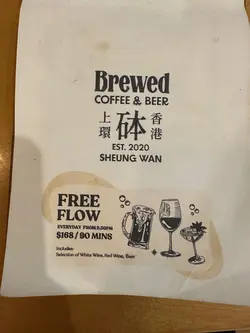 Brewed
COFFEE & BEER
上環 砵 香港
EST. 2020
SHEUNG WAN
FREE
FLOW
EVERYDAY FROM 5:30PM
$168/90 MINS
Includes:
Selection of White Wine, Red Wine, Beer